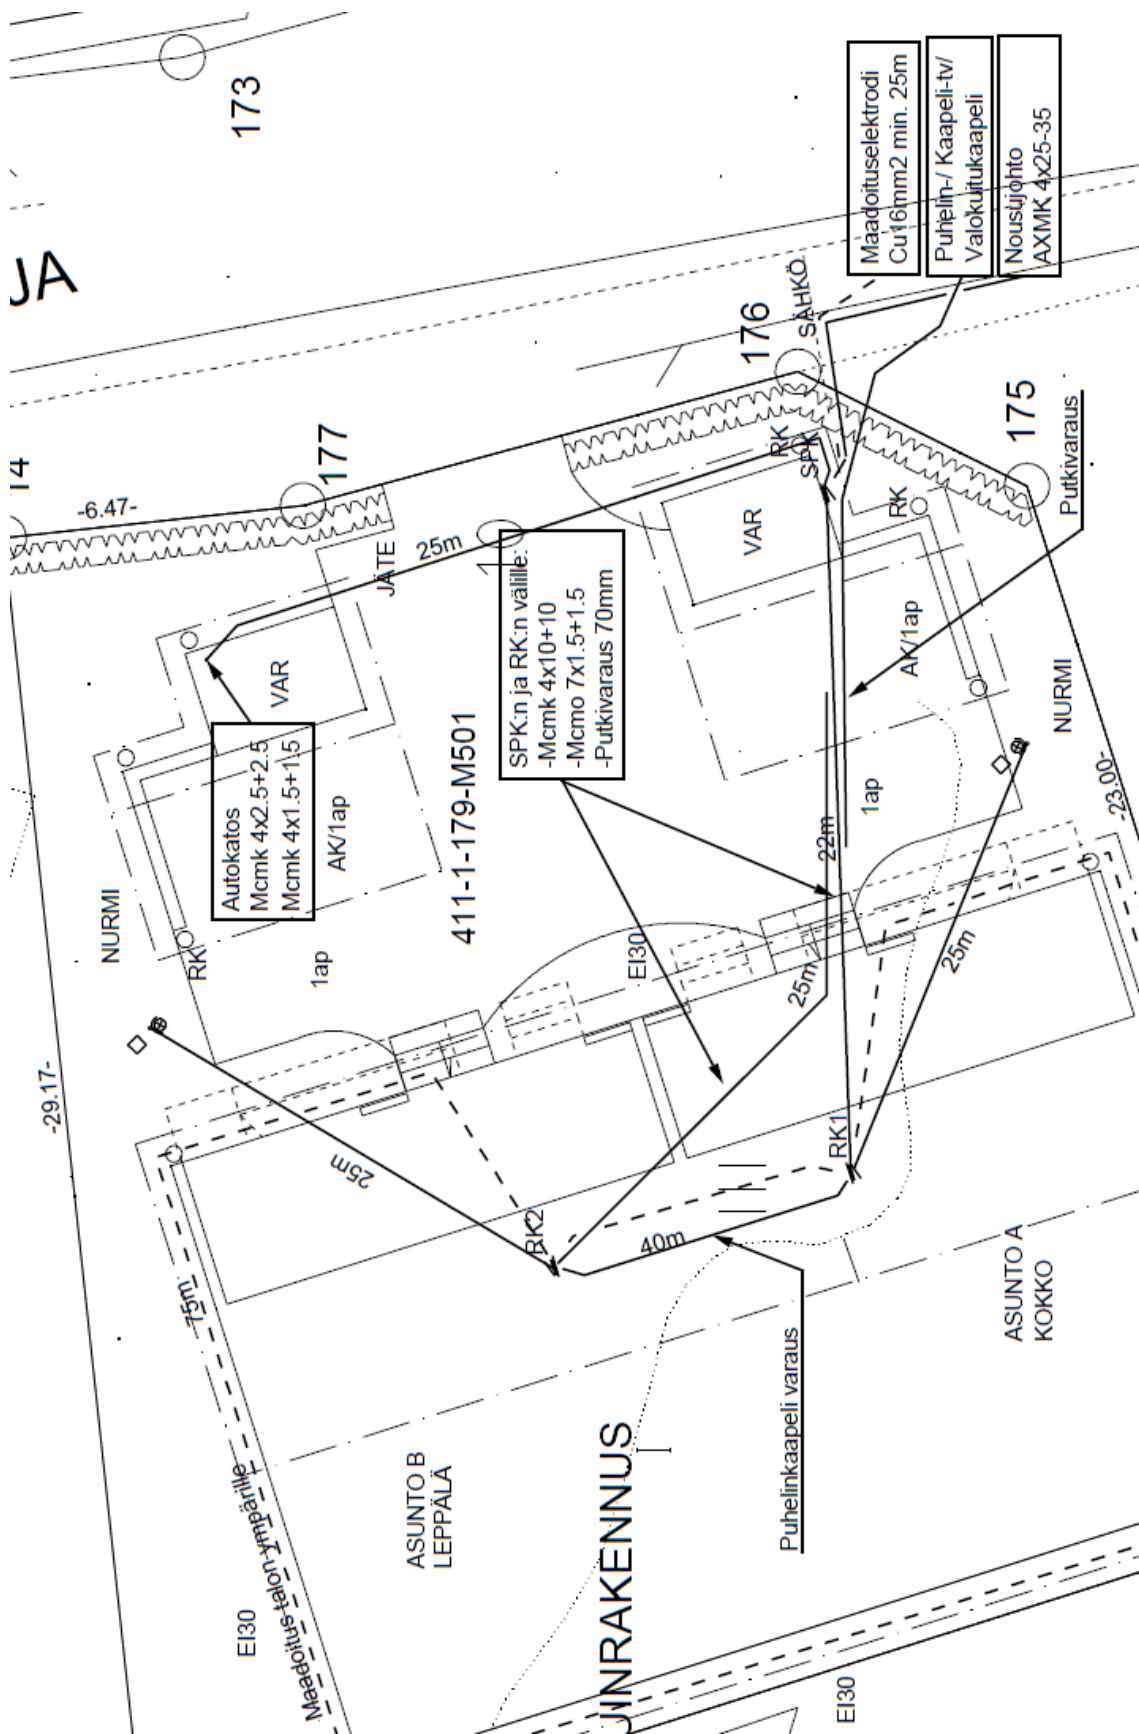 173
JA
14
177
-6.47-
Maadoituselektrodi
Cu16mm2 min. 25m
Puhelin-/ Kaapeli-tv/
Valokuitukaapeli
Nousujohto
AXMK 4x25-35
176
SÄHKÖ
RK
SPK
175
Putkivaraus
25m
JÄTE
VAR
RK
VAR
SPK:n ja RK:n välille:
-Mcmk 4x10+10
-Mcmo 7x1.5+1.5
-Putkivaraus 70mm
AK/1ap
NURMI
Autokatos
Mcmk 4x2.5+2.5
Mcmk 4x1.5+1.5
AK/1ap
411-1-179-M501
1ap
22m
-23.00-
NURMI
RK
1ap
EI30
25m
25m
-29.17-
25m
RK1
RK2
40m
75m
ASUNTO A
KOKKO
Puhelinkaapeli varaus
ASUNTO B
LEPPÄLÄ
Maadoitus talon ympärille
EI30
JINRAKENNUS
EI30